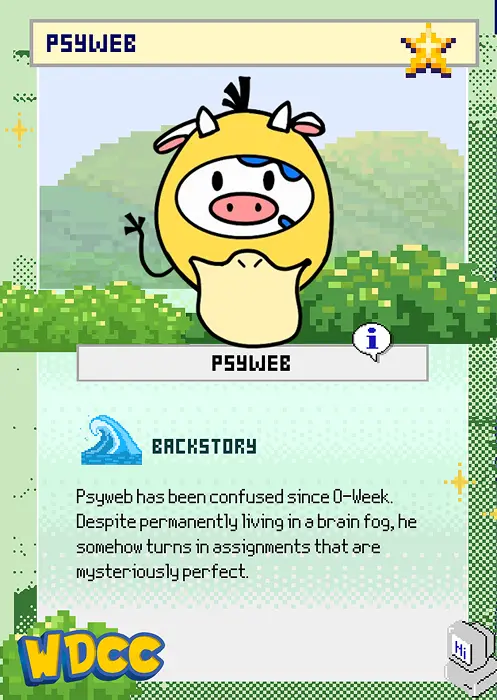 PSYWEB
i
PSYWEB
BACKSTORY
Psyweb has been confused since O-Week.
Despite permanently living in a brain fog, he
somehow turns in assignments that are
mysteriously perfect.
WDCC
Hi